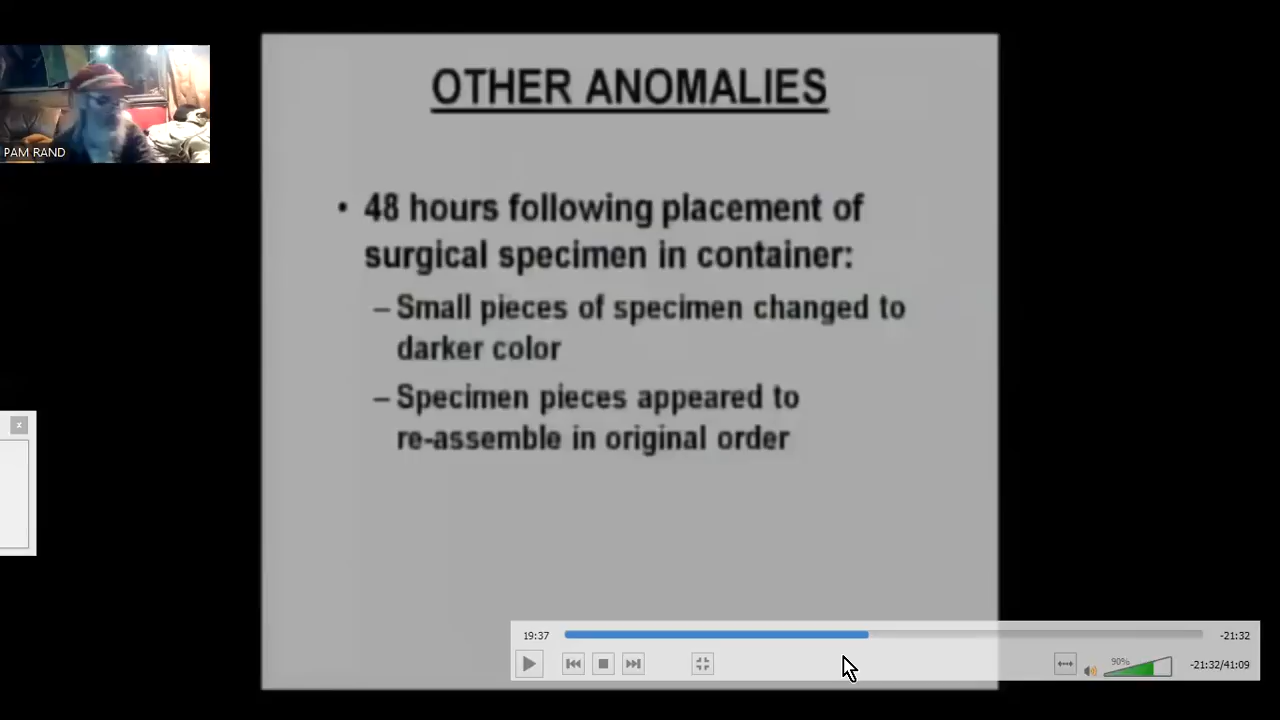 OTHER ANOMALIES
PAM RAND
• 48 hours following placement of
surgical specimen in container:
– Small pieces of specimen changed to
darker color
– Specimen pieces appeared to
re-assemble in original order
x
19:37
-21:32
90%
-21:32/41:09